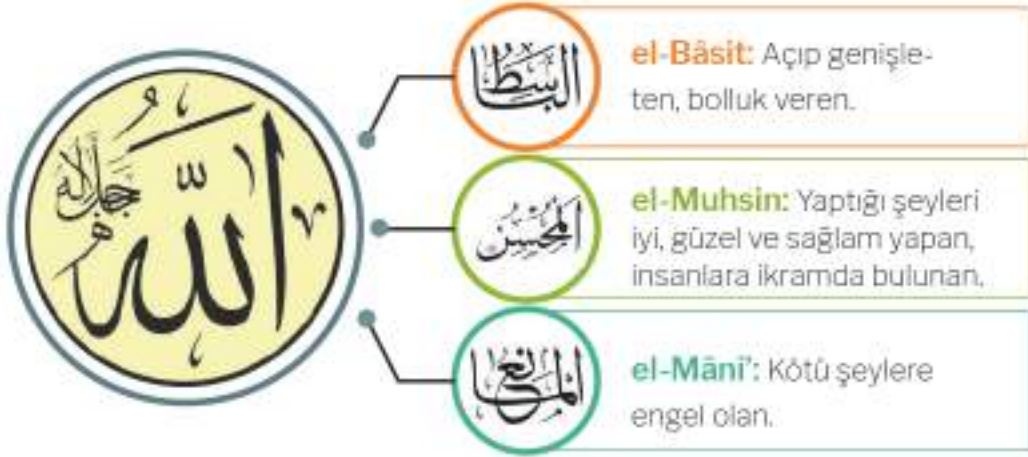 الله
جل جلاله
الباسط
el-Bâsit: Açıp genişle-
ten, bolluk veren.
المحسن
el-Muhsin: Yaptığı şeyleri
iyi, güzel ve sağlam yapan,
insanlara ikramda bulunan.
المانع
el-Mâni': Kötü şeylere
engel olan.